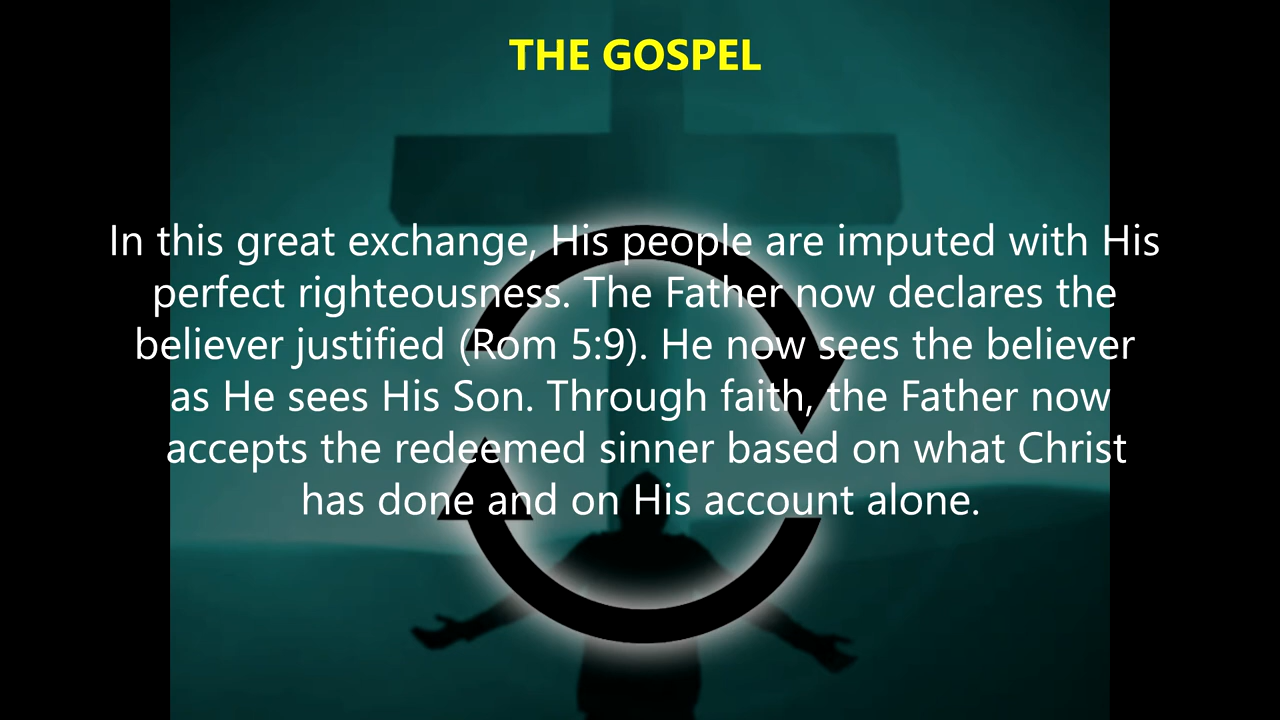 THE GOSPEL
In this great exchange, His people are imputed with His
perfect righteousness. The Father now declares the
believer justified (Rom 5:9). He now sees the believer
as He sees His Son. Through faith, the Father now
accepts the redeemed sinner based on what Christ
has done and on His account alone.